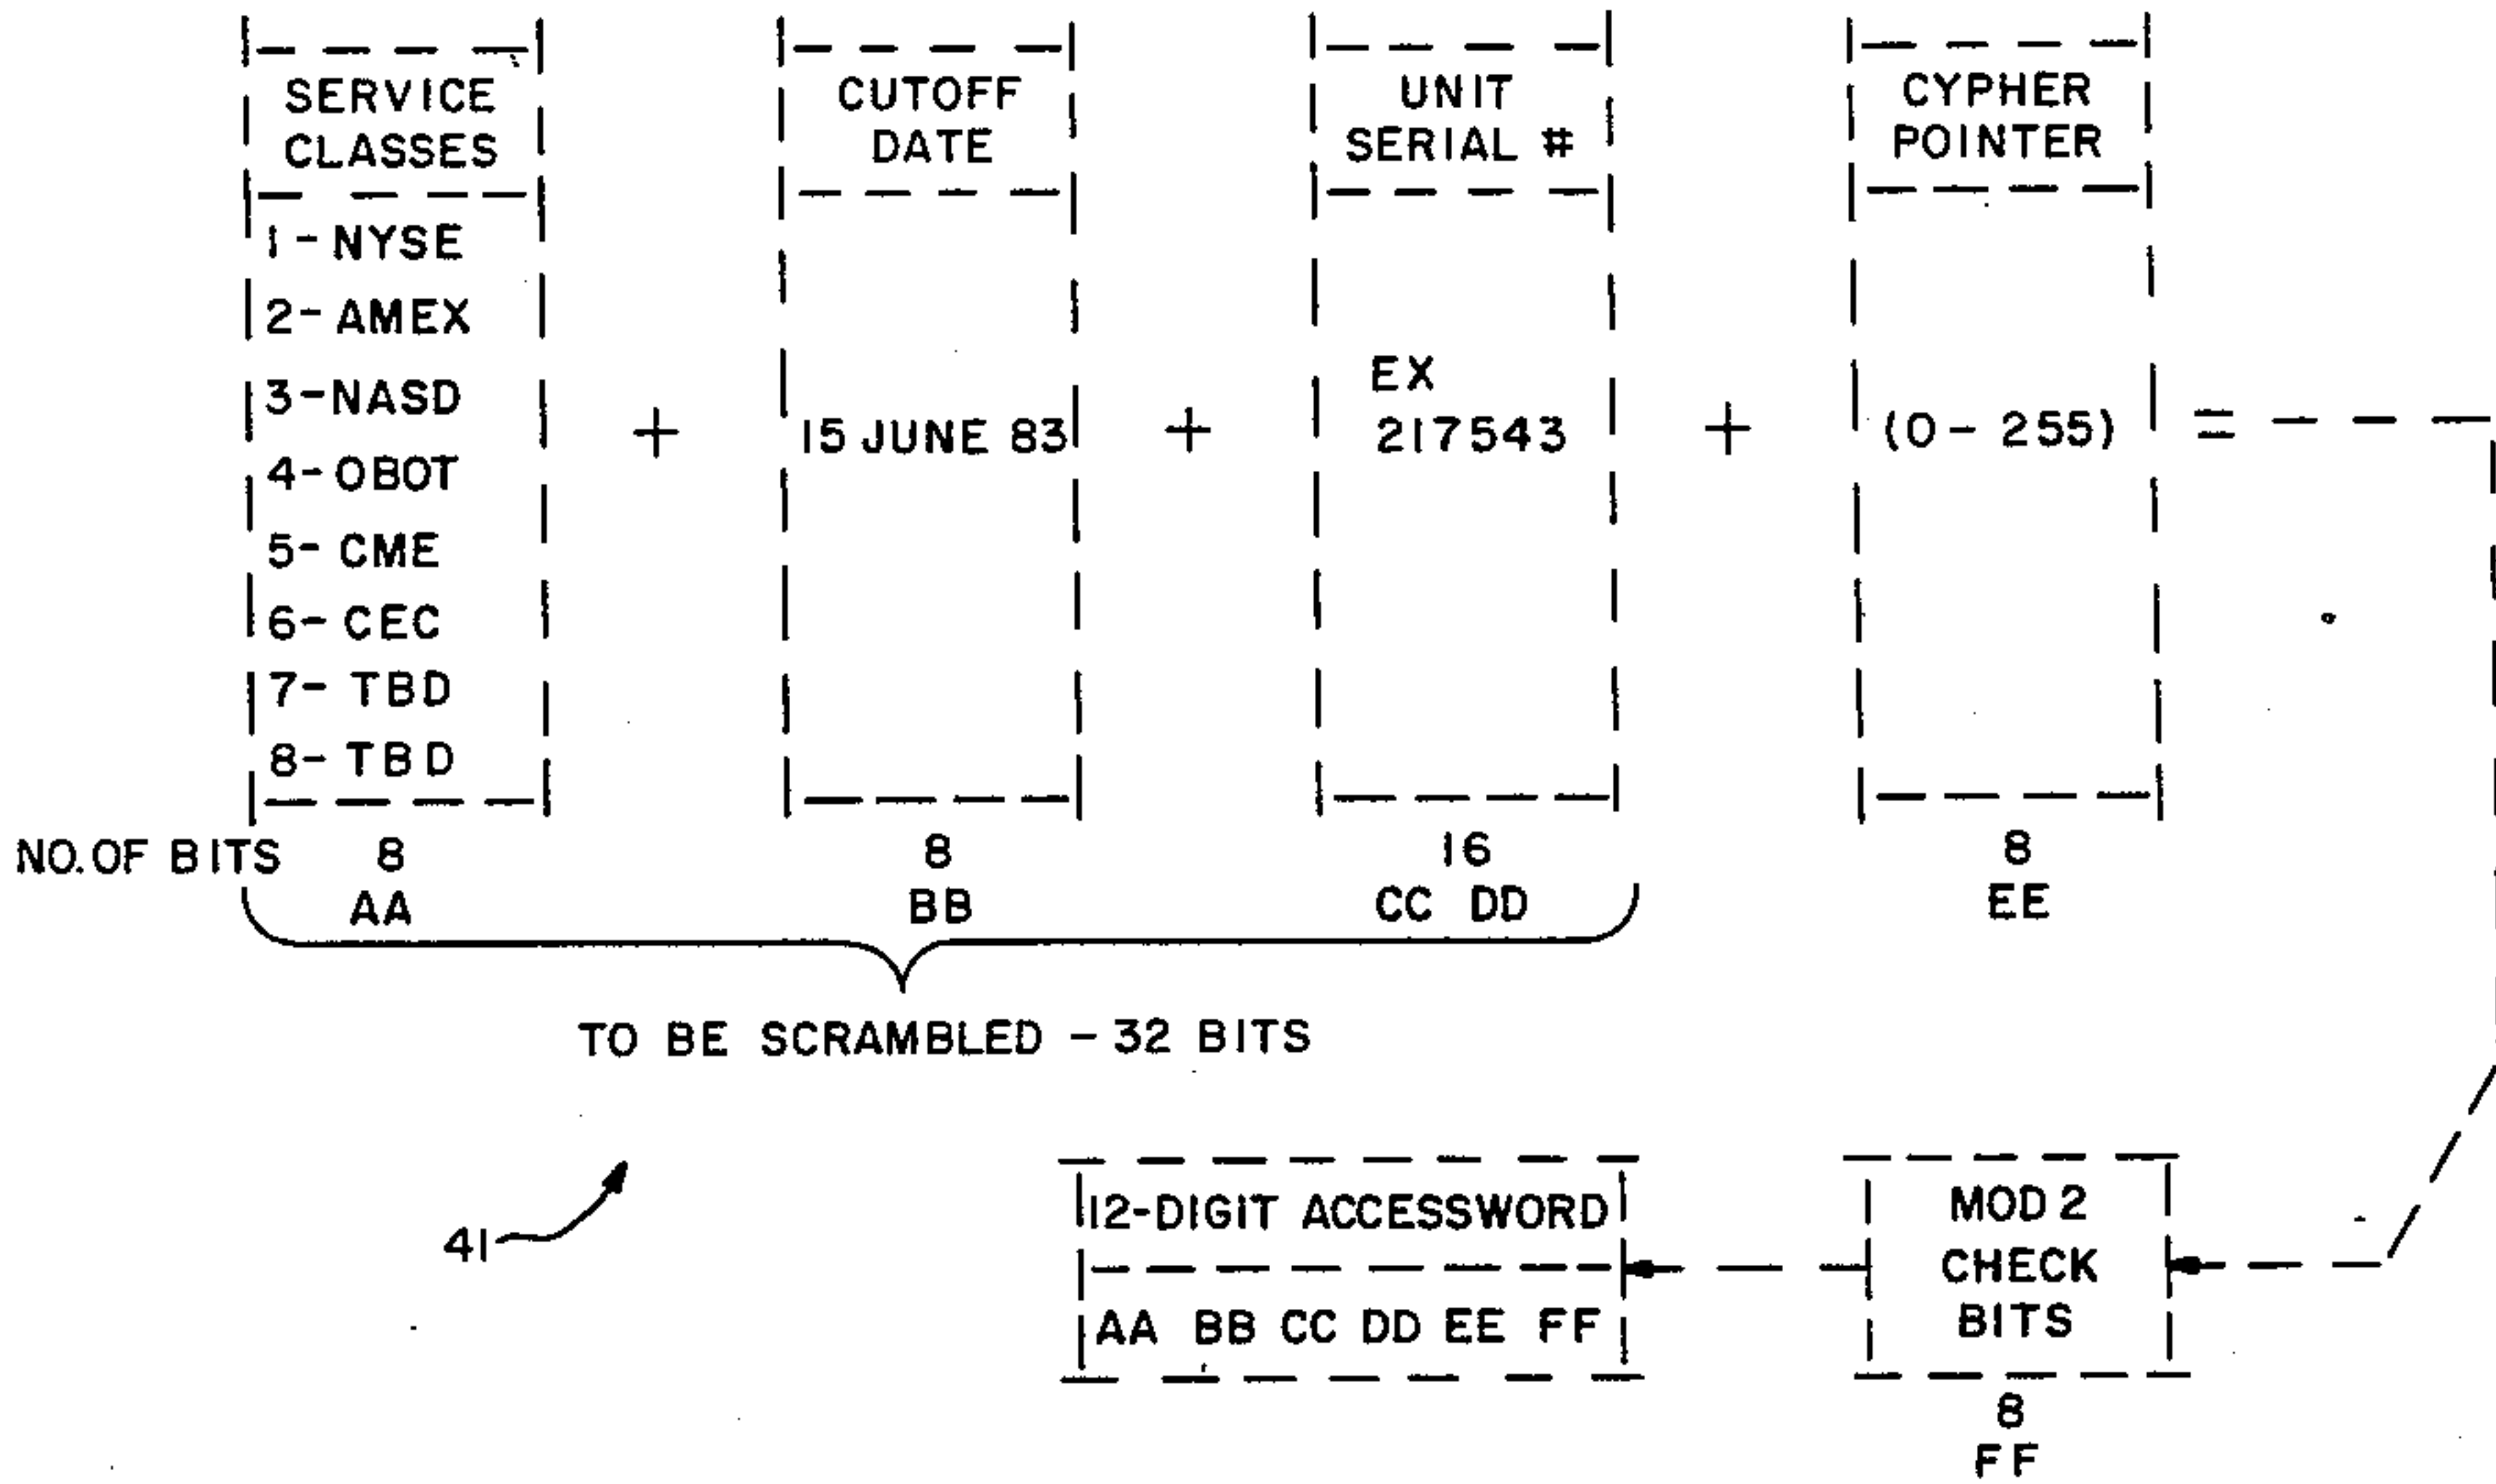 SERVICE CLASSES
CUTOFF DATE
UNIT SERIAL #
CYPHER POINTER
1-NYSE
2-AMEX
3-NASD
4-OBOT
5-CME
6-CEC
7-TBD
8-TBD
+
15 JUNE 83
+
EX
217543
+
(0-255)
=
NO. OF BITS 8 8 16 8
AA BB CC DD EE
TO BE SCRAMBLED - 32 BITS
41
12-DIGIT ACCESSWORD
AA BB CC DD EE FF
MOD 2
CHECK
BITS
8
FF